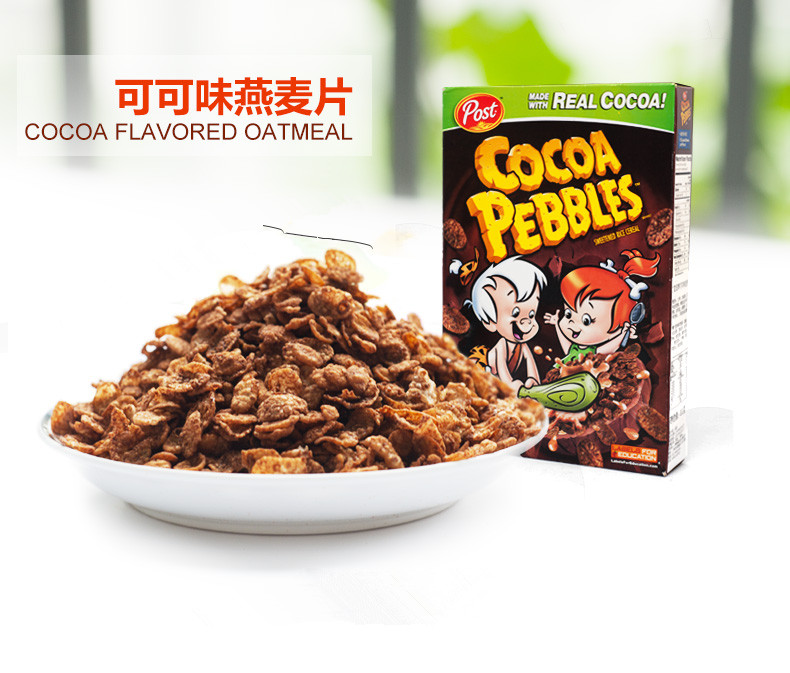 可可味燕麦片
COCOA FLAVORED OATMEAL
Post
MADE WITH REAL COCOA!
COCOA
PEBBLES™
SWEETENED RICE CEREAL
FOR
EDUCATION